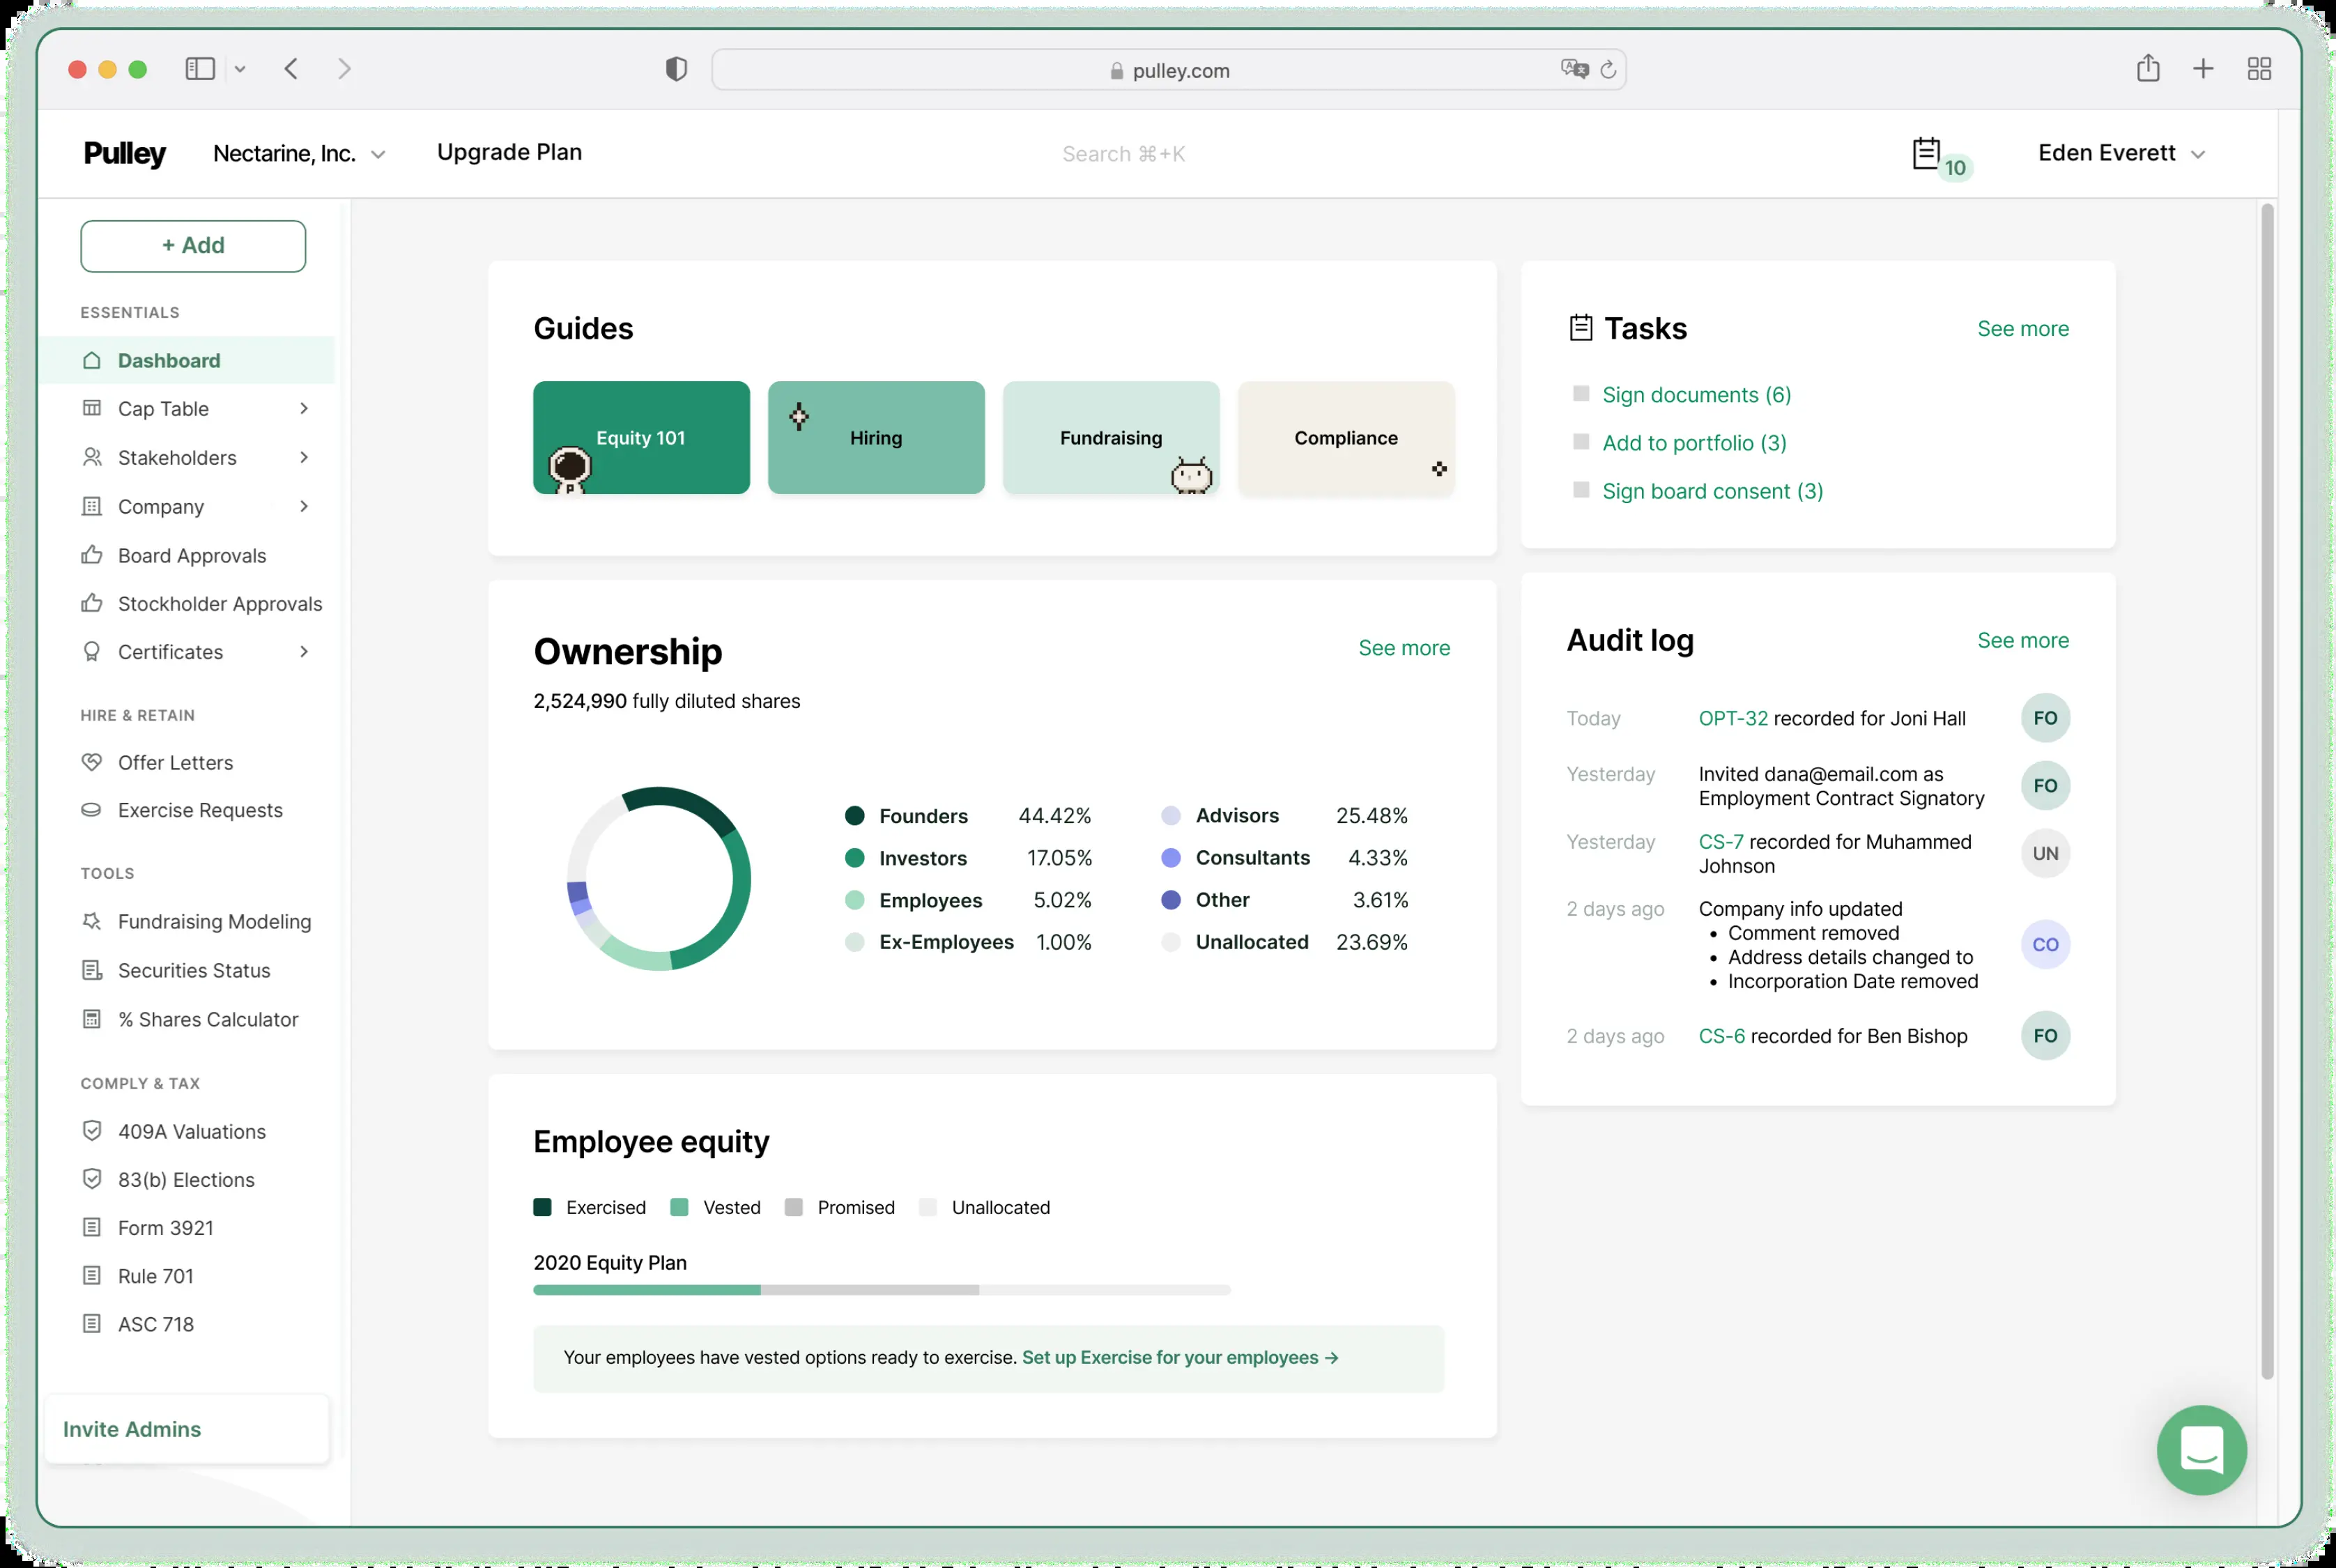 pulley.com
Pulley
Nectarine, Inc.
Upgrade Plan
Search ⌘+K
10
Eden Everett
+ Add
ESSENTIALS
Dashboard
Cap Table
Stakeholders
Company
Board Approvals
Stockholder Approvals
Certificates
HIRE & RETAIN
Offer Letters
Exercise Requests
TOOLS
Fundraising Modeling
Securities Status
% Shares Calculator
COMPLY & TAX
409A Valuations
83(b) Elections
Form 3921
Rule 701
ASC 718
Invite Admins
Guides
Equity 101
Hiring
Fundraising
Compliance
Ownership
See more
2,524,990 fully diluted shares
Founders 44.42%
Investors 17.05%
Employees 5.02%
Ex-Employees 1.00%
Advisors 25.48%
Consultants 4.33%
Other 3.61%
Unallocated 23.69%
Employee equity
Exercised Vested Promised Unallocated
2020 Equity Plan
Your employees have vested options ready to exercise. Set up Exercise for your employees →
Tasks
See more
Sign documents (6)
Add to portfolio (3)
Sign board consent (3)
Audit log
See more
Today OPT-32 recorded for Joni Hall FO
Yesterday Invited dana@email.com as
Employment Contract Signatory FO
Yesterday CS-7 recorded for Muhammed
Johnson UN
2 days ago Company info updated
• Comment removed
• Address details changed to
• Incorporation Date removed
CO
2 days ago CS-6 recorded for Ben Bishop FO